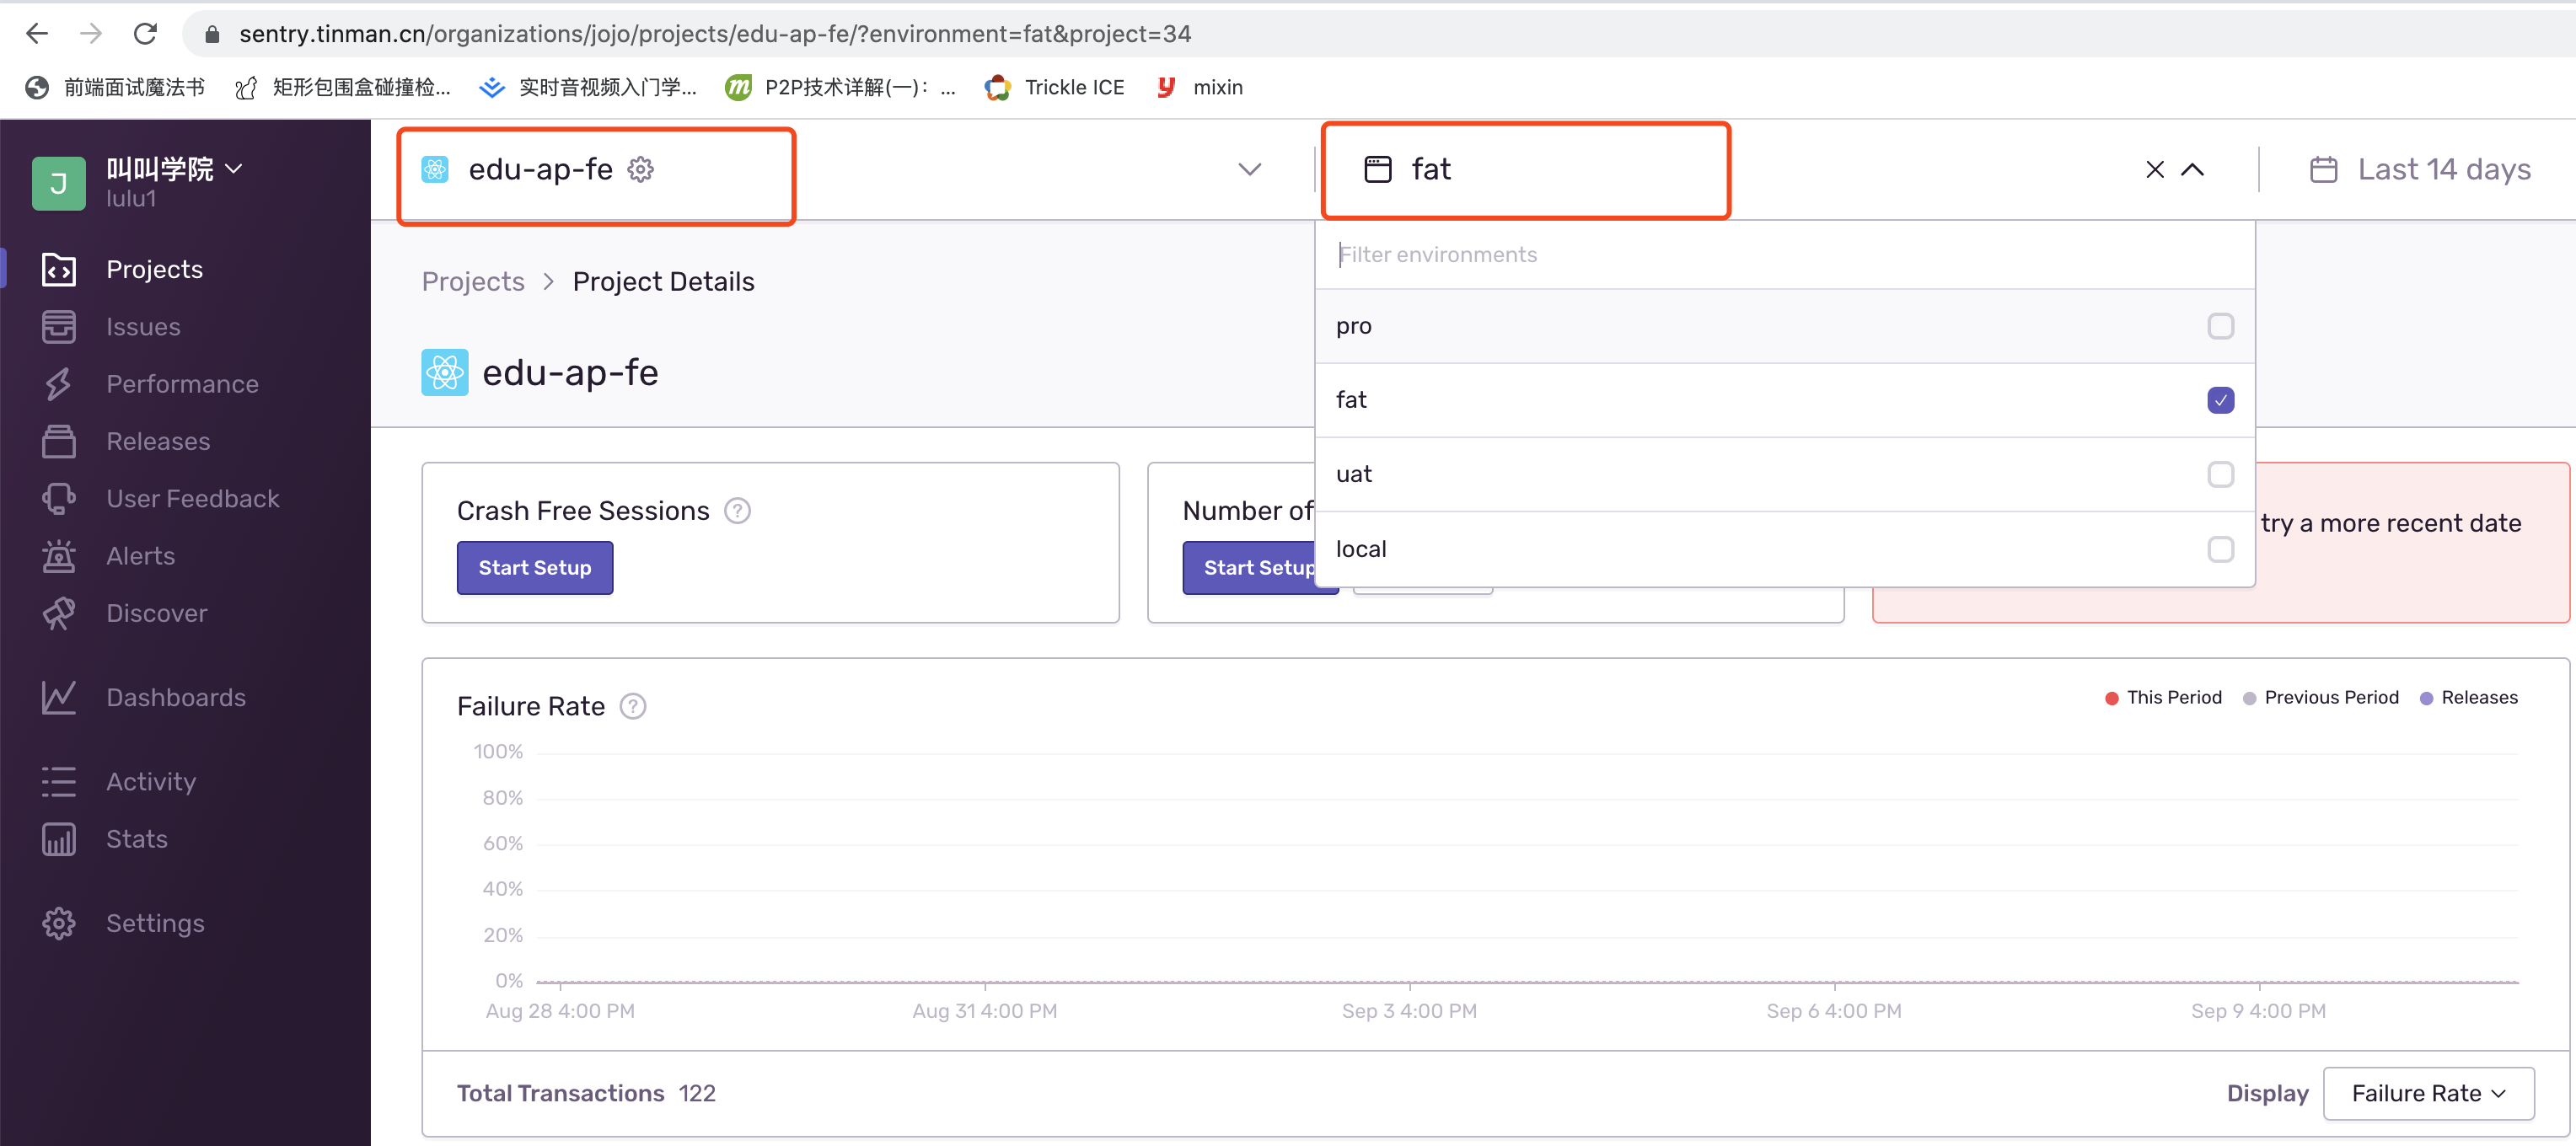 sentry.tinman.cn/organizations/jojo/projects/edu-ap-fe/?environment=fat&project=34
前端面试魔法书 矩形包围盒碰撞检... 实时音视频入门学... P2P技术详解(一)：... Trickle ICE mixin
J
叫叫学院
lulu1
Projects
Issues
Performance
Releases
User Feedback
Alerts
Discover
Dashboards
Activity
Stats
Settings
edu-ap-fe
fat
Last 14 days
Filter environments
pro
fat
uat
local
Projects > Project Details
edu-ap-fe
Crash Free Sessions ?
Start Setup
Number of
Start Setup
try a more recent date
Failure Rate ?
This Period Previous Period Releases
100%
80%
60%
40%
20%
0%
Aug 28 4:00 PM Aug 31 4:00 PM Sep 3 4:00 PM Sep 6 4:00 PM Sep 9 4:00 PM
Total Transactions 122
Display Failure Rate